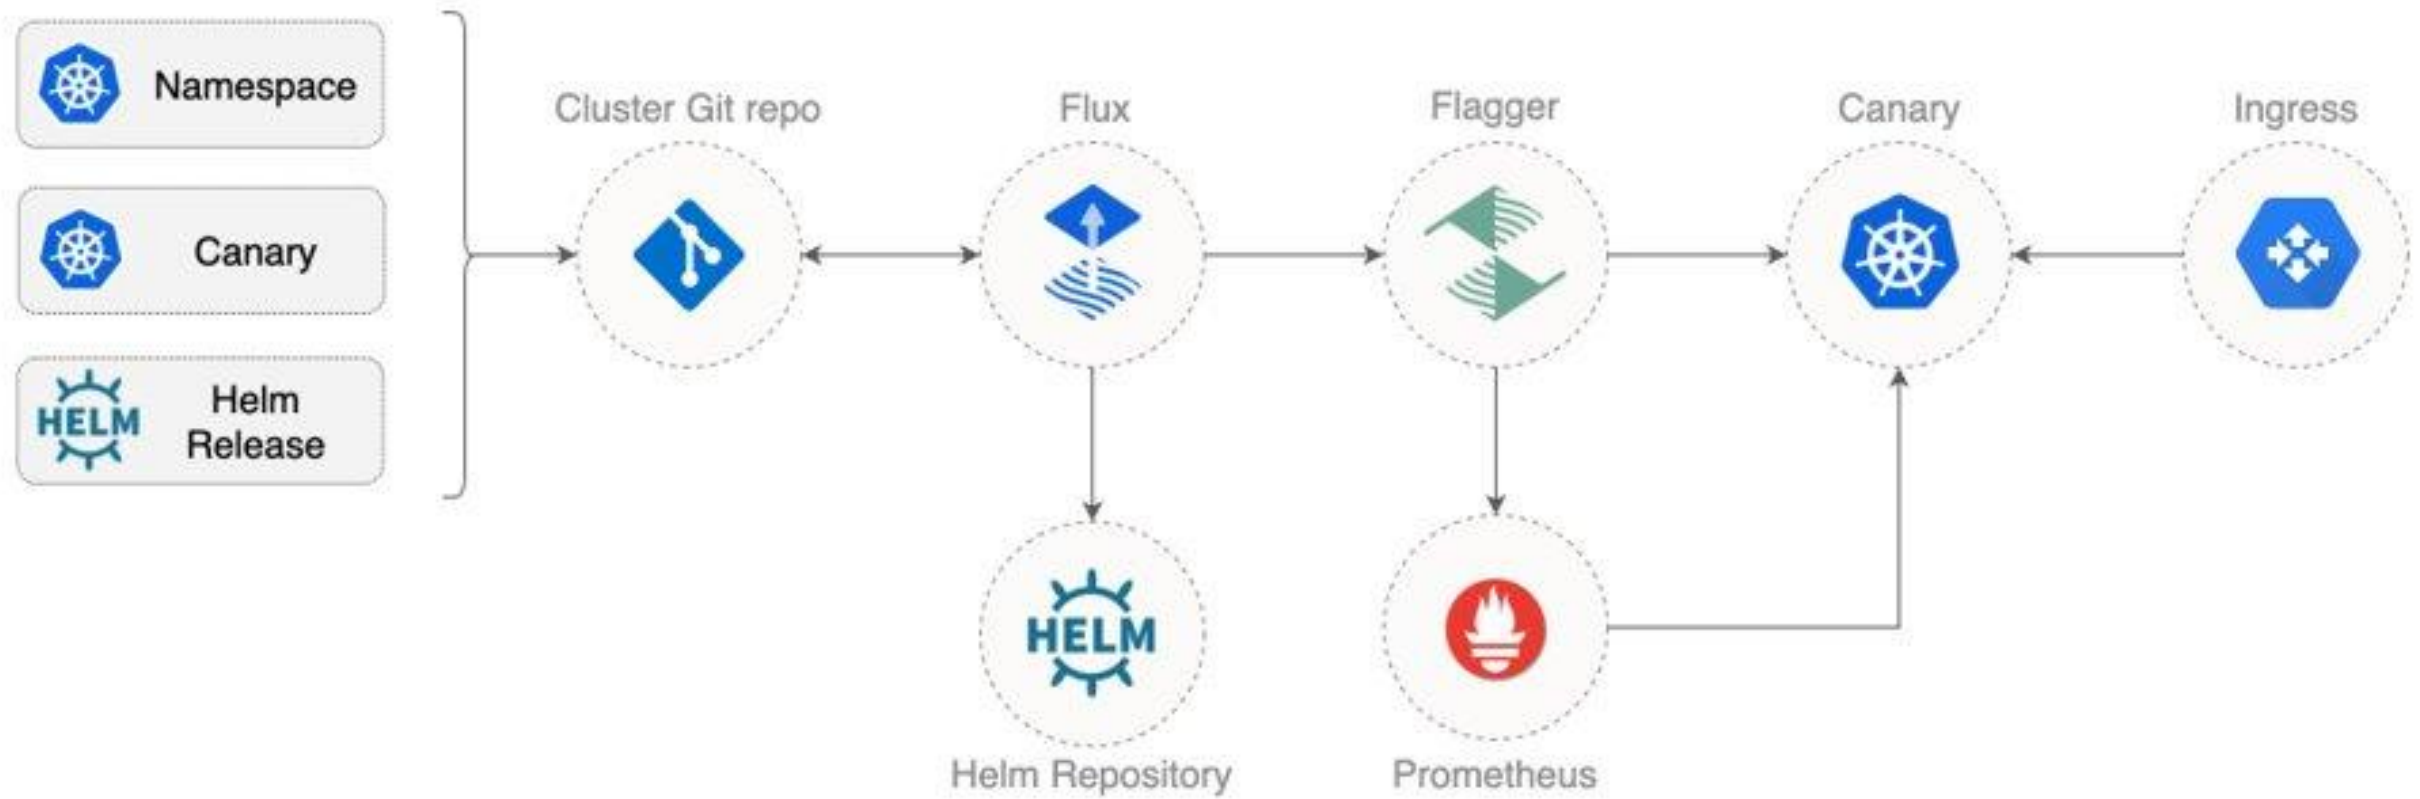 Namespace
Canary
HELM
Helm
Release
Cluster Git repo
Flux
Flagger
Canary
Ingress
HELM
Helm Repository
Prometheus